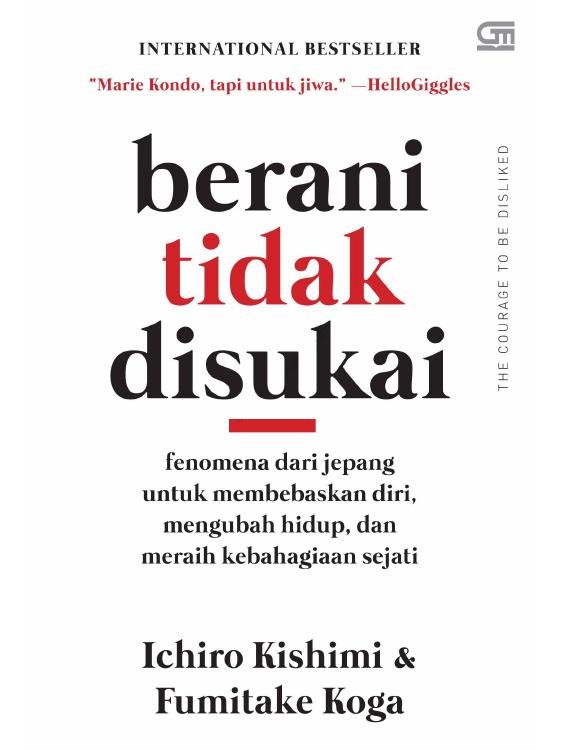 INTERNATIONAL BESTSELLER
"Marie Kondo, tapi untuk jiwa." —HelloGiggles
berani
tidak
disukai
THE COURAGE TO BE DISLIKED
fenomena dari jepang
untuk membebaskan diri,
mengubah hidup, dan
meraih kebahagiaan sejati
Ichiro Kishimi &
Fumitake Koga